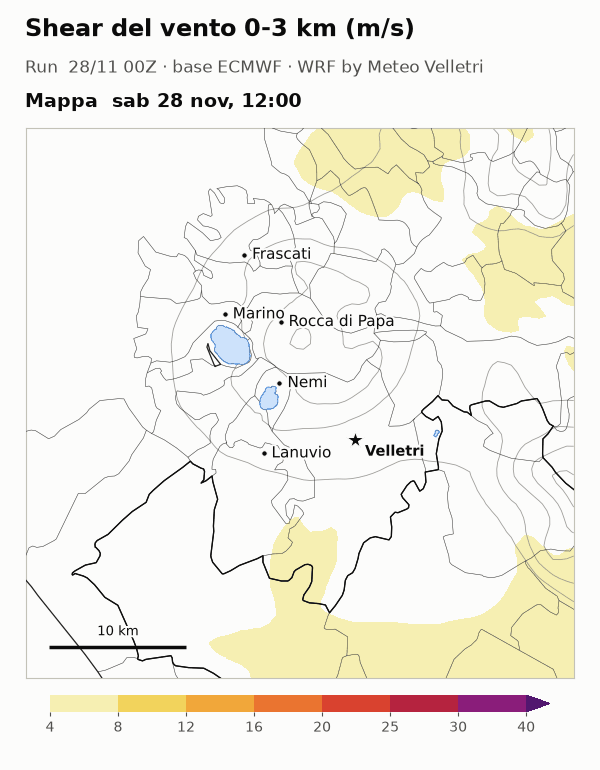 Shear del vento 0-3 km (m/s)
Run  28/11 00Z · base ECMWF · WRF by Meteo Velletri
Mappa  sab 28 nov, 12:00
Frascati
Marino
Rocca di Papa
Nemi
Velletri
Lanuvio
10 km
4 8 12 16 20 25 30 40